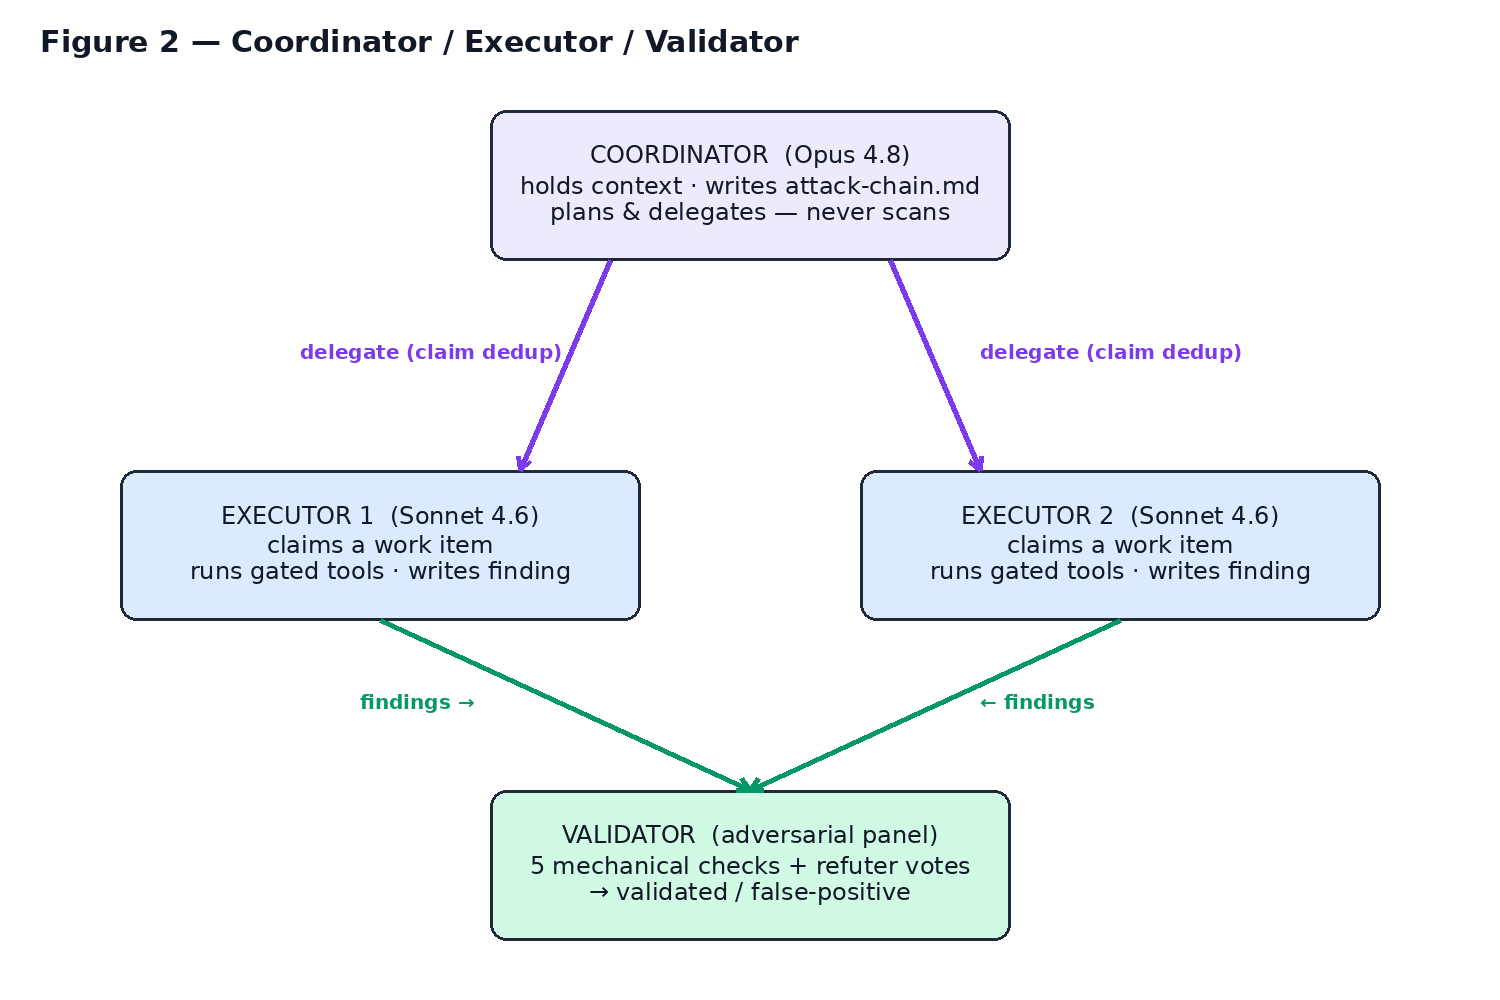 Figure 2 — Coordinator / Executor / Validator
COORDINATOR  (Opus 4.8)
holds context · writes attack-chain.md
plans & delegates — never scans
delegate (claim dedup)
delegate (claim dedup)
EXECUTOR 1  (Sonnet 4.6)
claims a work item
runs gated tools · writes finding
EXECUTOR 2  (Sonnet 4.6)
claims a work item
runs gated tools · writes finding
findings →
← findings
VALIDATOR  (adversarial panel)
5 mechanical checks + refuter votes
→ validated / false-positive